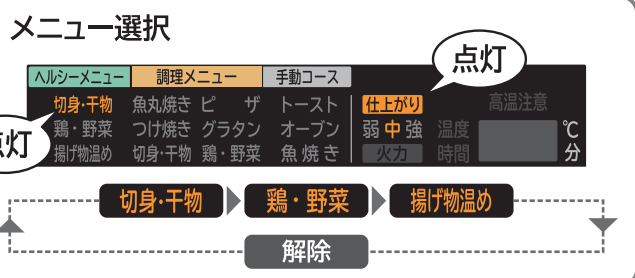 メニュー選択
点灯
ヘルシーメニュー 調理メニュー 手動コース
切身・干物 魚丸焼き ピザ トースト 仕上がり 高温注意
鶏・野菜 つけ焼き グラタン オーブン 弱 中 強 温度 ℃
揚げ物温め 切身・干物 鶏・野菜 魚焼き 火力 時間 分
点灯
切身・干物 鶏・野菜 揚げ物温め
解除